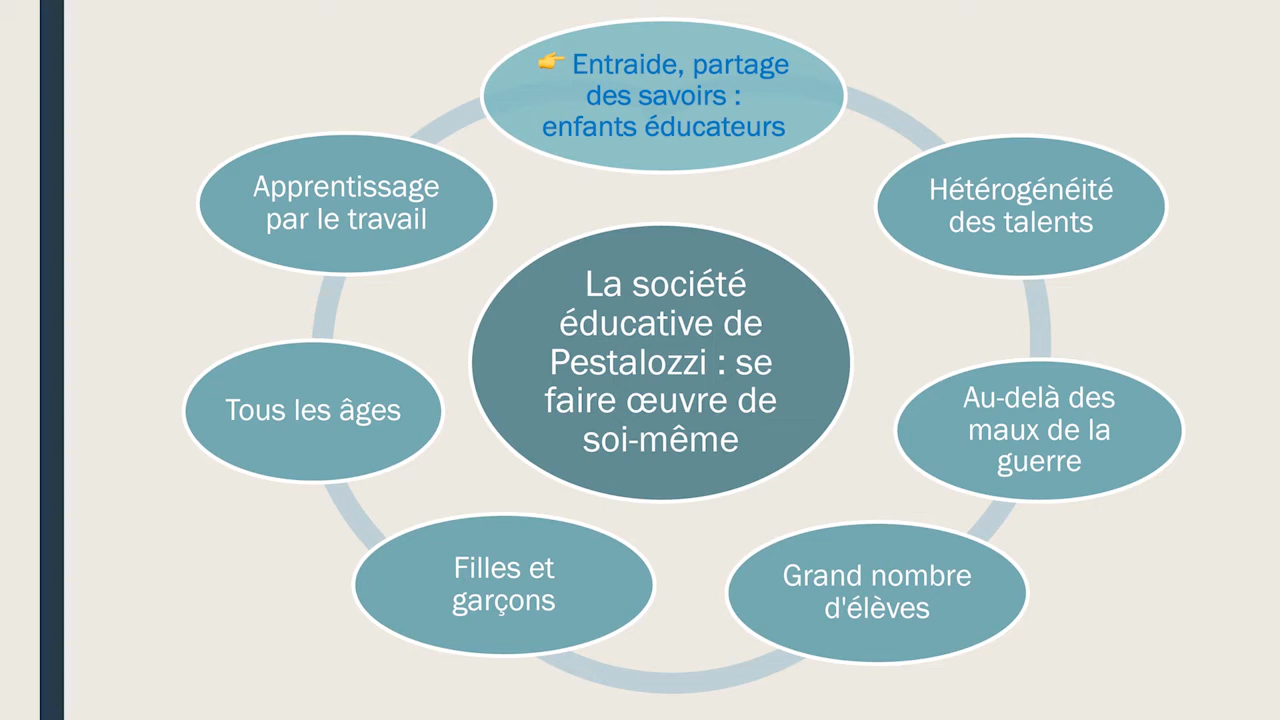 👉 Entraide, partage
des savoirs :
enfants éducateurs
Apprentissage
par le travail
Hétérogénéité
des talents
La société
éducative de
Pestalozzi : se
faire œuvre de
soi-même
Tous les âges
Au-delà des
maux de la
guerre
Filles et
garçons
Grand nombre
d'élèves